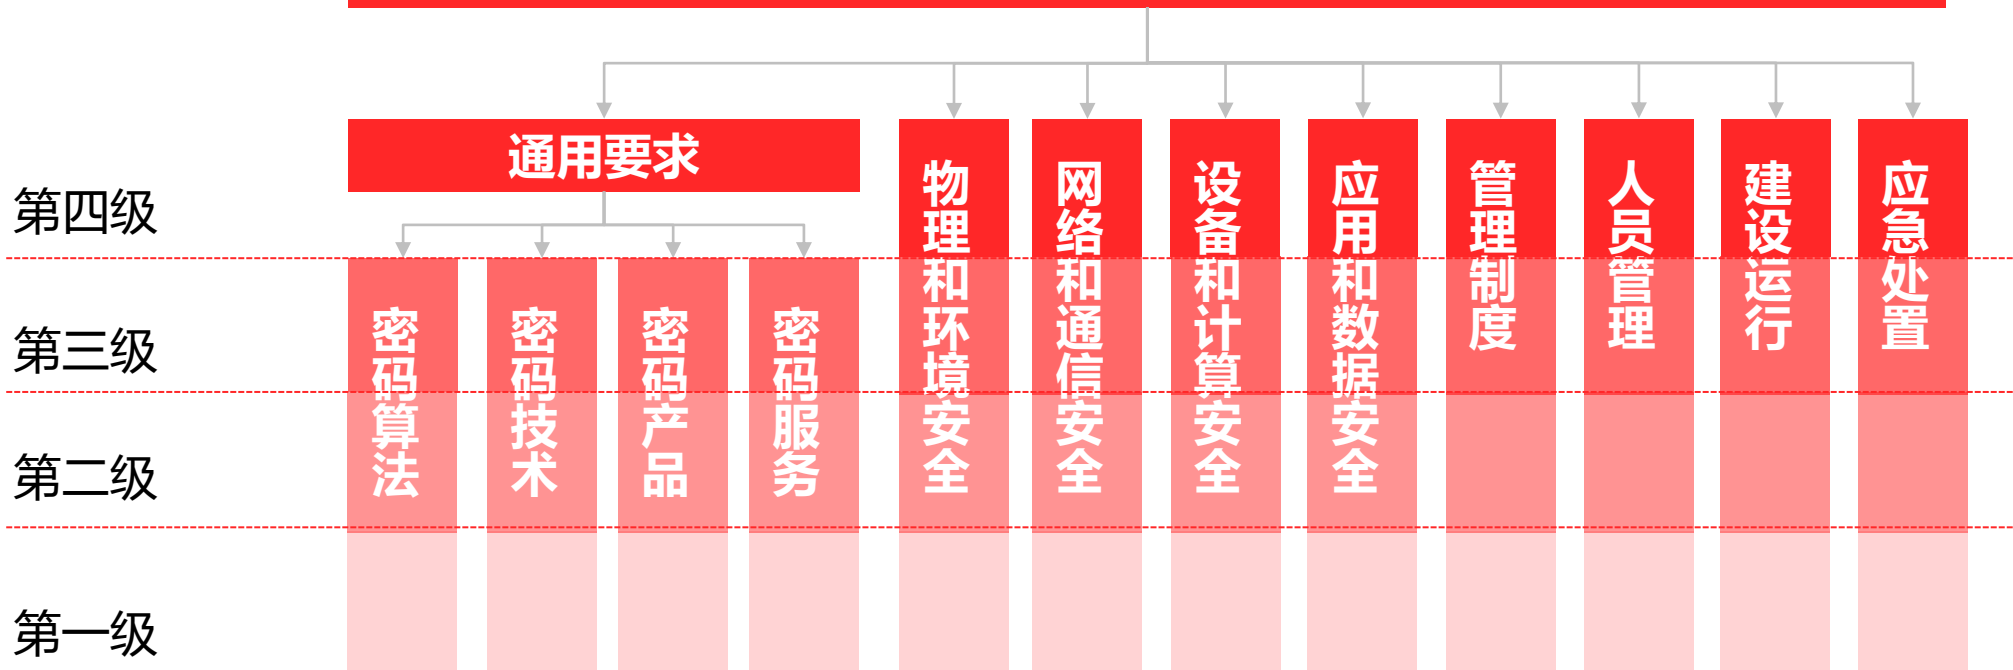 通用要求
物理和环境安全
网络和通信安全
设备和计算安全
应用和数据安全
管理制度
人员管理
建设运行
应急处置
密码算法
密码技术
密码产品
密码服务
第四级
第三级
第二级
第一级